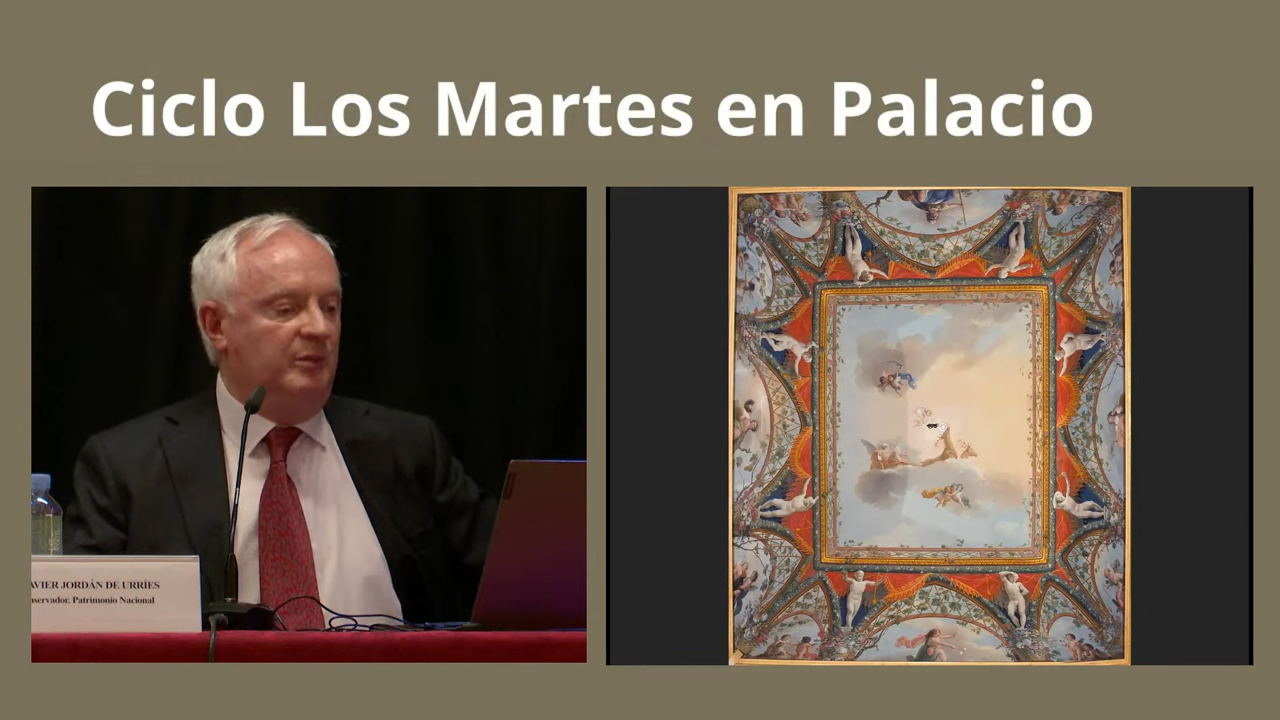 Ciclo Los Martes en Palacio
AVIER JORDÁN DE URRÍES
nservador, Patrimonio Nacional